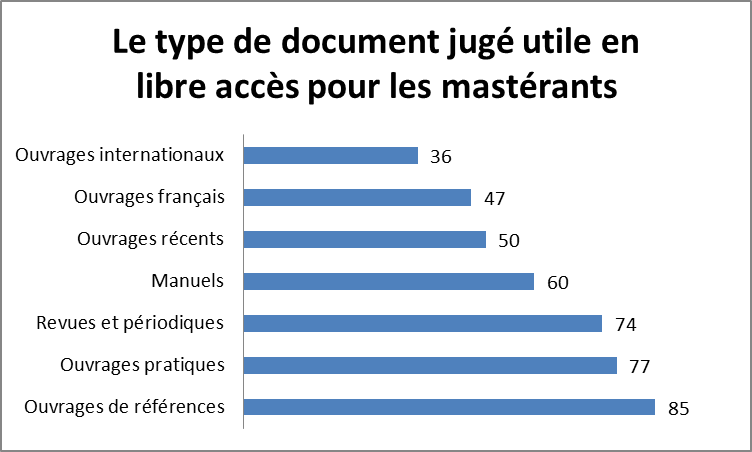 Le type de document jugé utile en
libre accès pour les mastérants
Ouvrages internationaux 36
Ouvrages français 47
Ouvrages récents 50
Manuels 60
Revues et périodiques 74
Ouvrages pratiques 77
Ouvrages de références 85